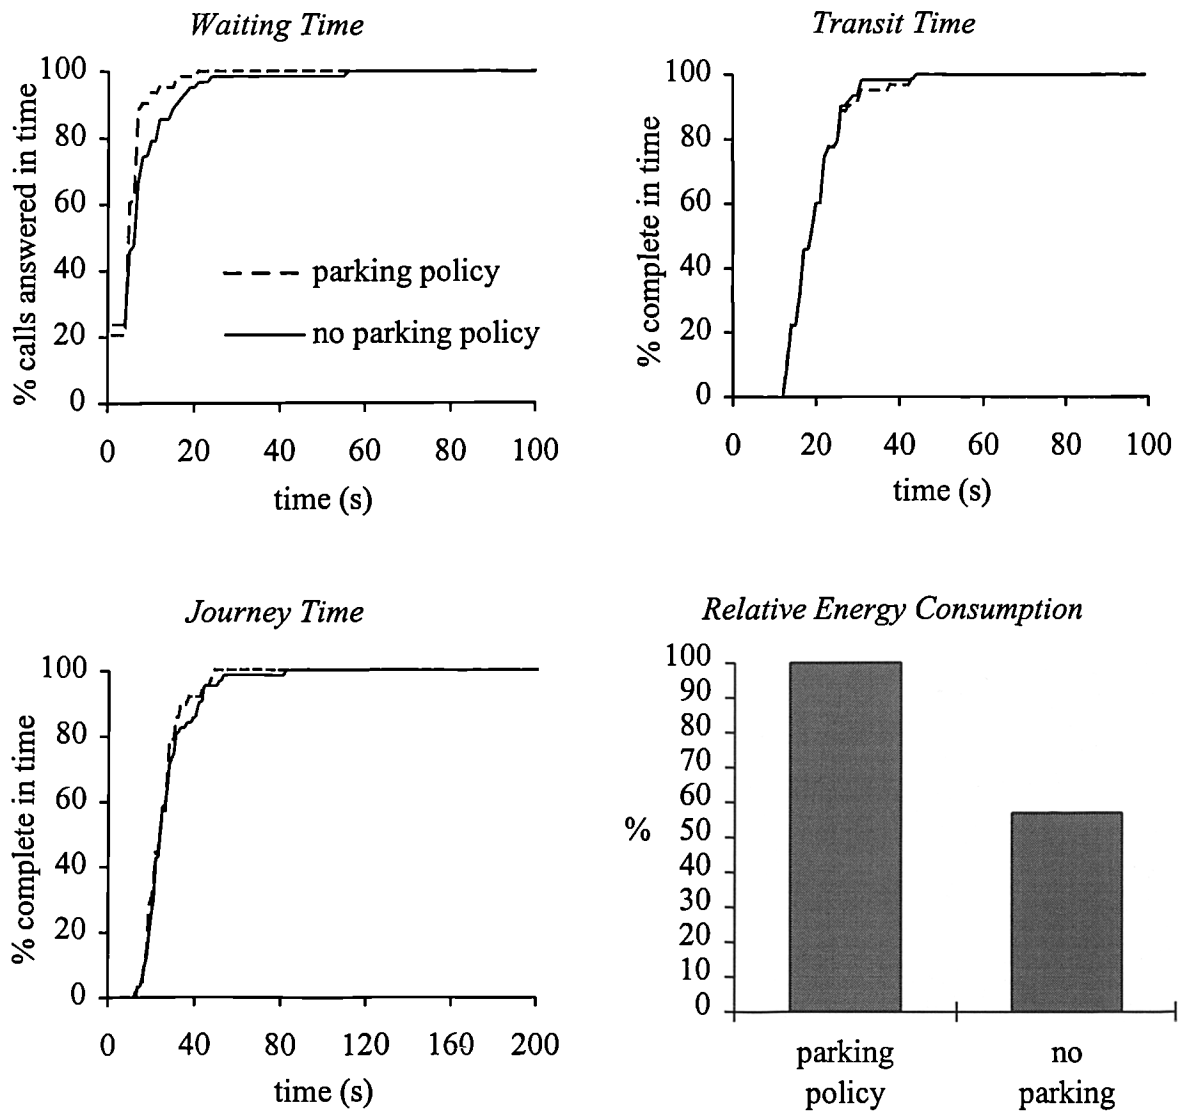 Waiting Time
% calls answered in time
100
80
60
40
20
0
parking policy
no parking policy
0 20 40 60 80 100
time (s)
Transit Time
% complete in time
100
80
60
40
20
0
0 20 40 60 80 100
time (s)
Journey Time
% complete in time
100
80
60
40
20
0
0 40 80 120 160 200
time (s)
Relative Energy Consumption
%
100
90
80
70
60
50
40
30
20
10
0
parking
policy
no
parking